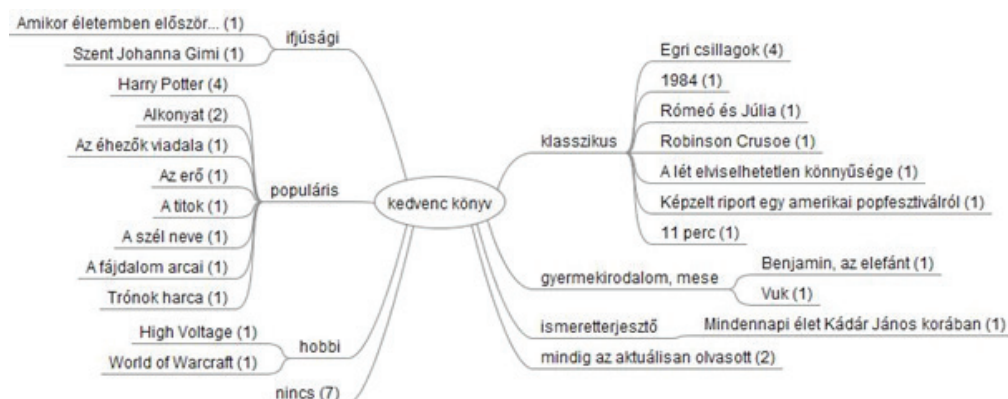 kedvenc könyv
ifjúsági
Amikor életemben először... (1)
Szent Johanna Gimi (1)
populáris
Harry Potter (4)
Alkonyat (2)
Az éhezők viadala (1)
Az erő (1)
A titok (1)
A szél neve (1)
A fájdalom arcai (1)
Trónok harca (1)
hobbi
High Voltage (1)
World of Warcraft (1)
nincs (7)
klasszikus
Egri csillagok (4)
1984 (1)
Rómeó és Júlia (1)
Robinson Crusoe (1)
A lét elviselhetetlen könnyűsége (1)
Képzelt riport egy amerikai popfesztiválról (1)
11 perc (1)
gyermekirodalom, mese
Benjamin, az elefánt (1)
Vuk (1)
ismeretterjesztő
Mindennapi élet Kádár János korában (1)
mindig az aktuálisan olvasott (2)